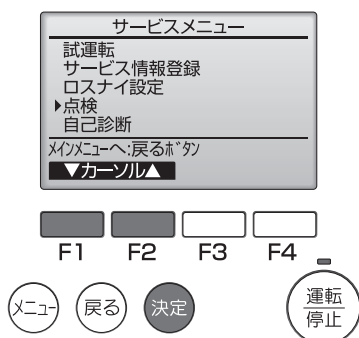 サービスメニュー
試運転
サービス情報登録
ロスナイ設定
▶点検
自己診断
メインメニューへ:戻るボタン
▼カーソル▲
F1 F2 F3 F4
メニュー 戻る 決定 運転
停止